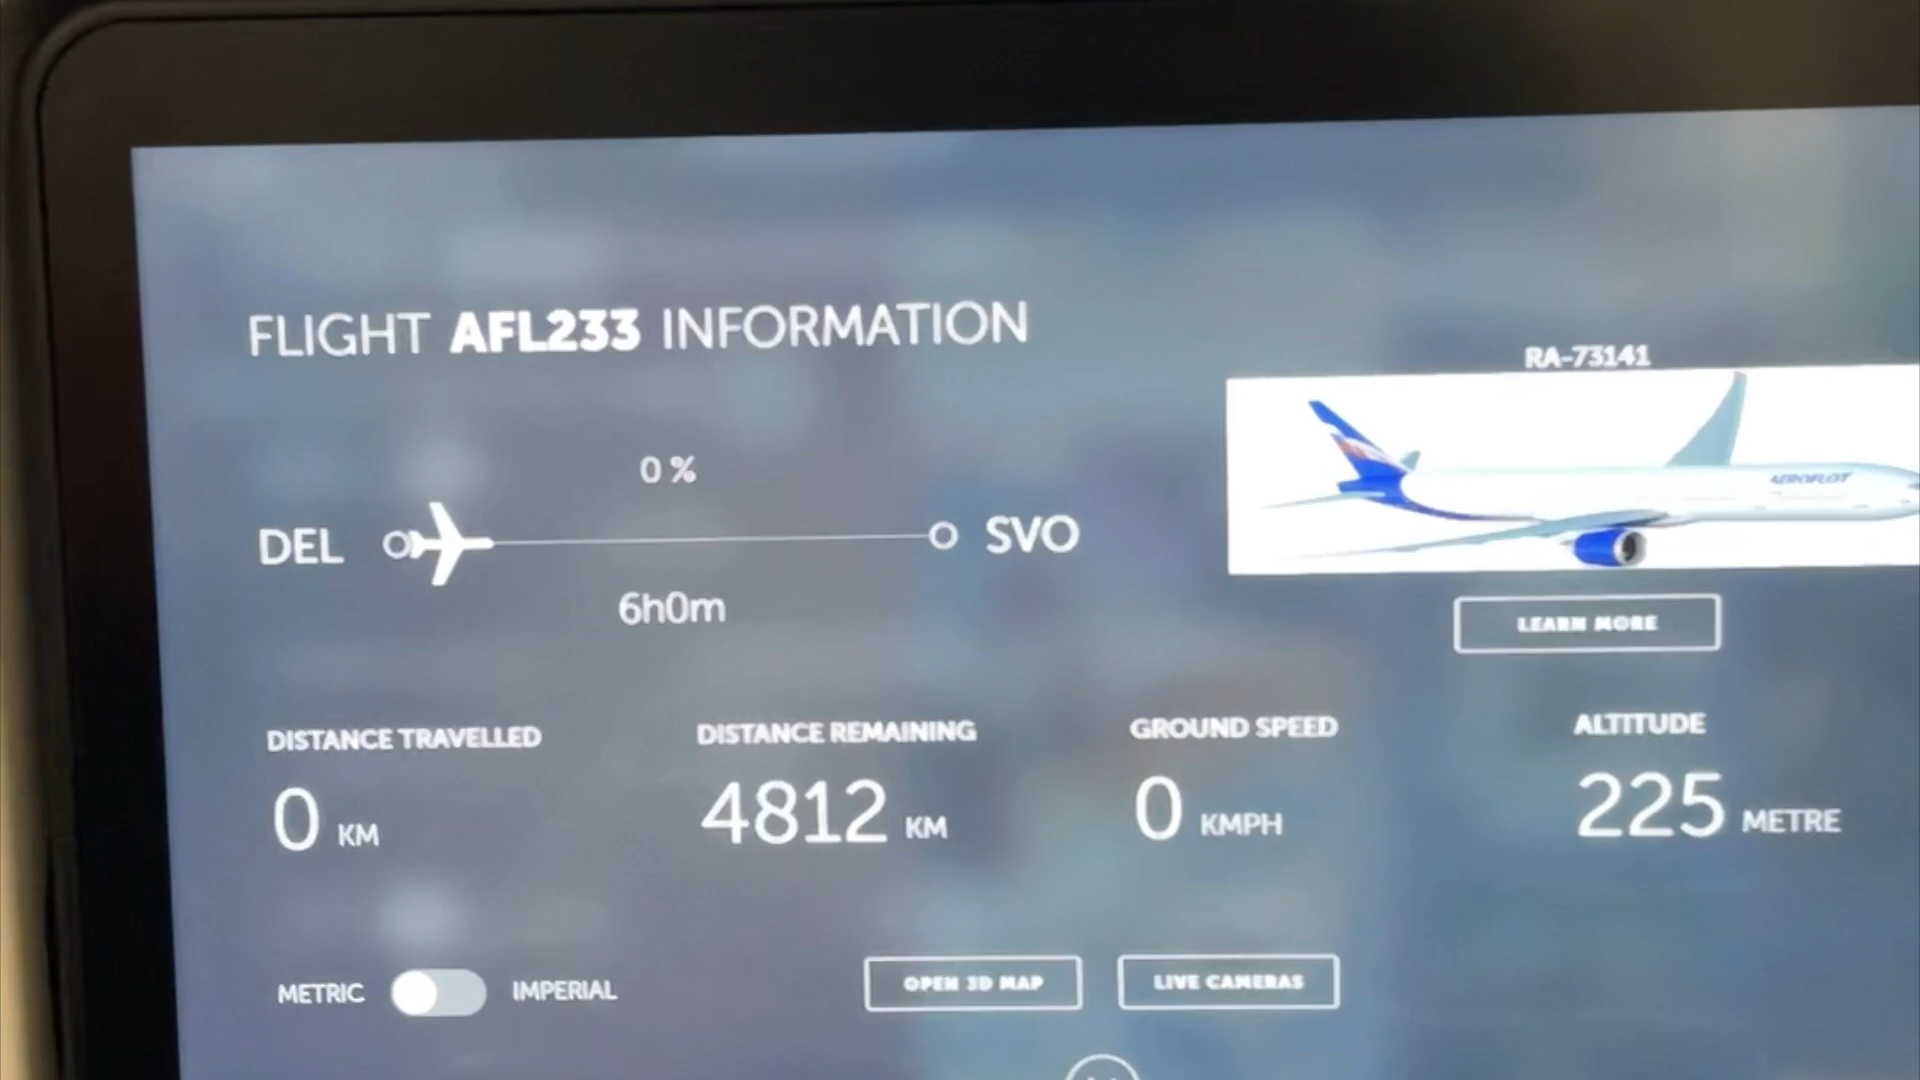 FLIGHT AFL233 INFORMATION
RA-73141
AEROFLOT
0 %
DEL
SVO
6h0m
LEARN MORE
DISTANCE TRAVELLED
0 KM
DISTANCE REMAINING
4812 KM
GROUND SPEED
0 KMPH
ALTITUDE
225 METRE
METRIC
IMPERIAL
OPEN 3D MAP
LIVE CAMERAS